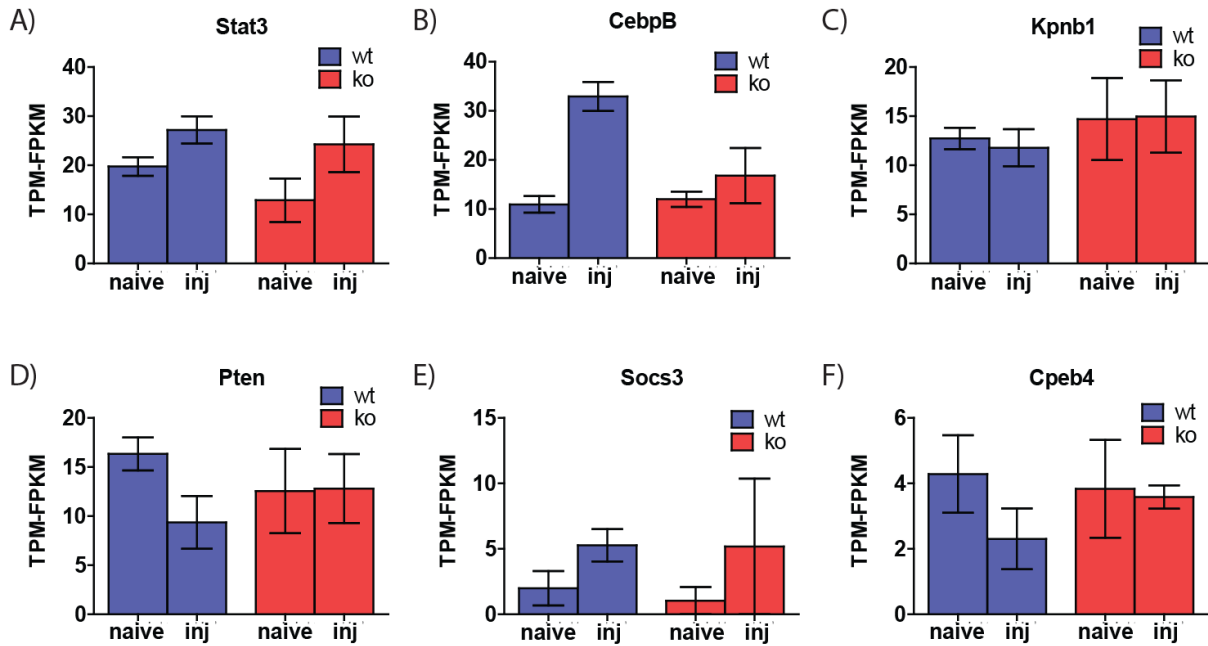 A)
Stat3
wt
ko
TPM-FPKM
40
30
20
10
0
naive inj naive inj
B)
CebpB
wt
ko
TPM-FPKM
40
30
20
10
0
naive inj naive inj
C)
Kpnb1
wt
ko
TPM-FPKM
20
15
10
5
0
naive inj naive inj
D)
Pten
wt
ko
TPM-FPKM
20
15
10
5
0
naive inj naive inj
E)
Socs3
wt
ko
TPM-FPKM
15
10
5
0
naive inj naive inj
F)
Cpeb4
wt
ko
TPM-FPKM
6
4
2
0
naive inj naive inj